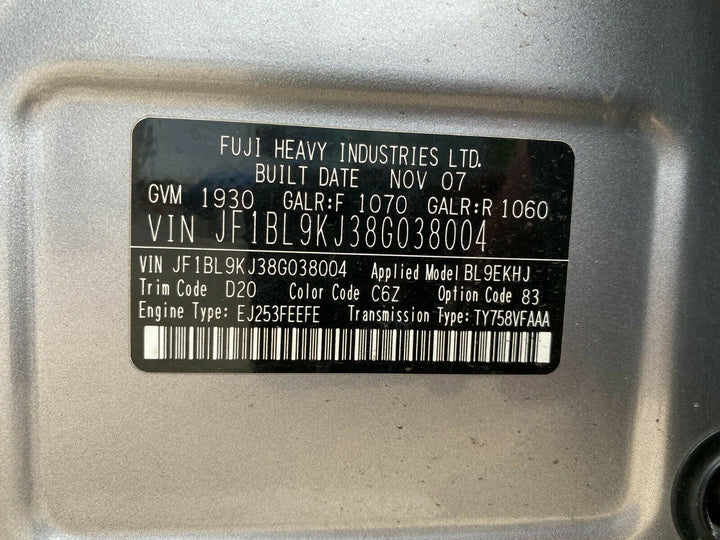 FUJI HEAVY INDUSTRIES LTD.
BUILT DATE NOV 07
GVM 1930 GALR:F 1070 GALR:R 1060
VIN JF1BL9KJ38G038004
VIN JF1BL9KJ38G038004 Applied Model BL9EKHJ
Trim Code D20 Color Code C6Z Option Code 83
Engine Type: EJ253FEEFE Transmission Type: TY758VFAAA